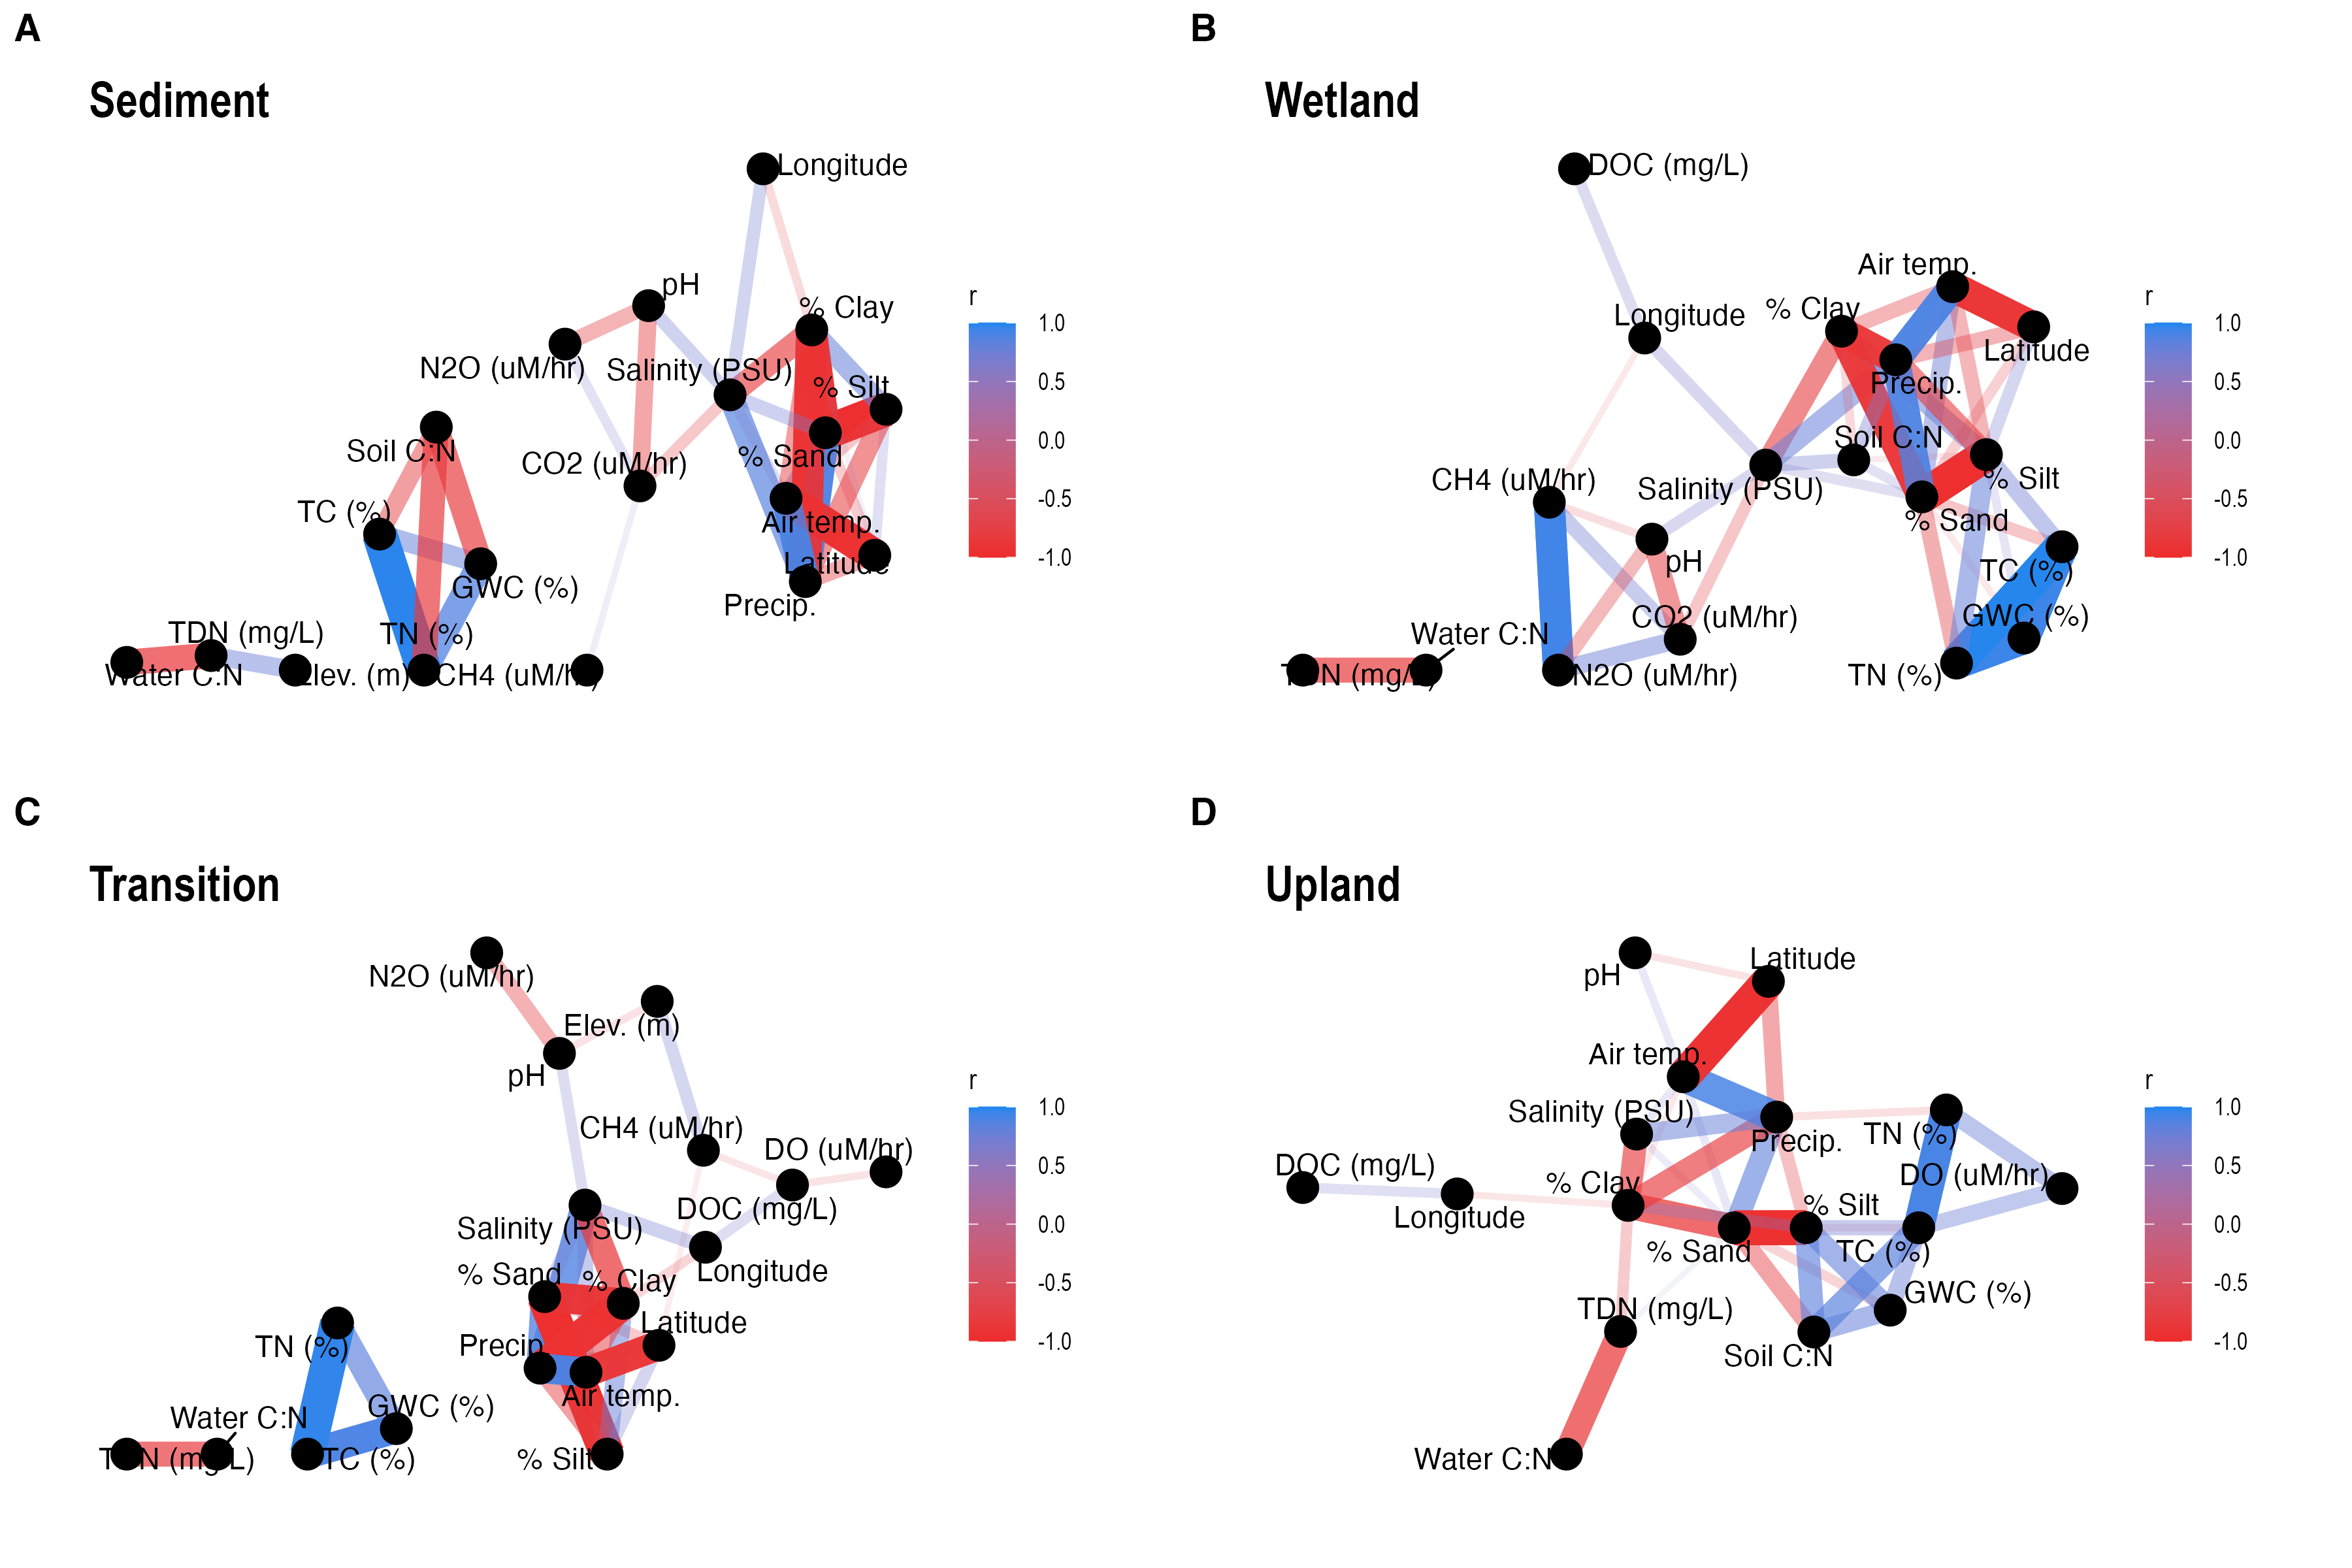 A
Sediment
Longitude
pH
% Clay
N2O (uM/hr)
Salinity (PSU)
% Silt
Soil C:N
CO2 (uM/hr)
% Sand
TC (%)
Air temp.
Latitude
GWC (%)
Precip.
TDN (mg/L)
TN (%)
Water C:N
Elev. (m)
CH4 (uM/hr)
r
1.0
0.5
0.0
-0.5
-1.0
B
Wetland
DOC (mg/L)
Air temp.
Longitude
% Clay
Latitude
Precip.
Soil C:N
CH4 (uM/hr)
Salinity (PSU)
% Silt
% Sand
pH
TC (%)
CO2 (uM/hr)
GWC (%)
Water C:N
TDN (mg/L)
N2O (uM/hr)
TN (%)
r
1.0
0.5
0.0
-0.5
-1.0
C
Transition
N2O (uM/hr)
Elev. (m)
pH
CH4 (uM/hr)
DO (uM/hr)
DOC (mg/L)
Salinity (PSU)
Longitude
% Sand
% Clay
Latitude
Precip.
TN (%)
Air temp.
GWC (%)
Water C:N
TDN (mg/L)
TC (%)
% Silt
r
1.0
0.5
0.0
-0.5
-1.0
D
Upland
Latitude
pH
Air temp.
Salinity (PSU)
Precip.
TN (%)
DOC (mg/L)
DO (uM/hr)
% Clay
Longitude
% Silt
% Sand
TC (%)
GWC (%)
TDN (mg/L)
Soil C:N
Water C:N
r
1.0
0.5
0.0
-0.5
-1.0